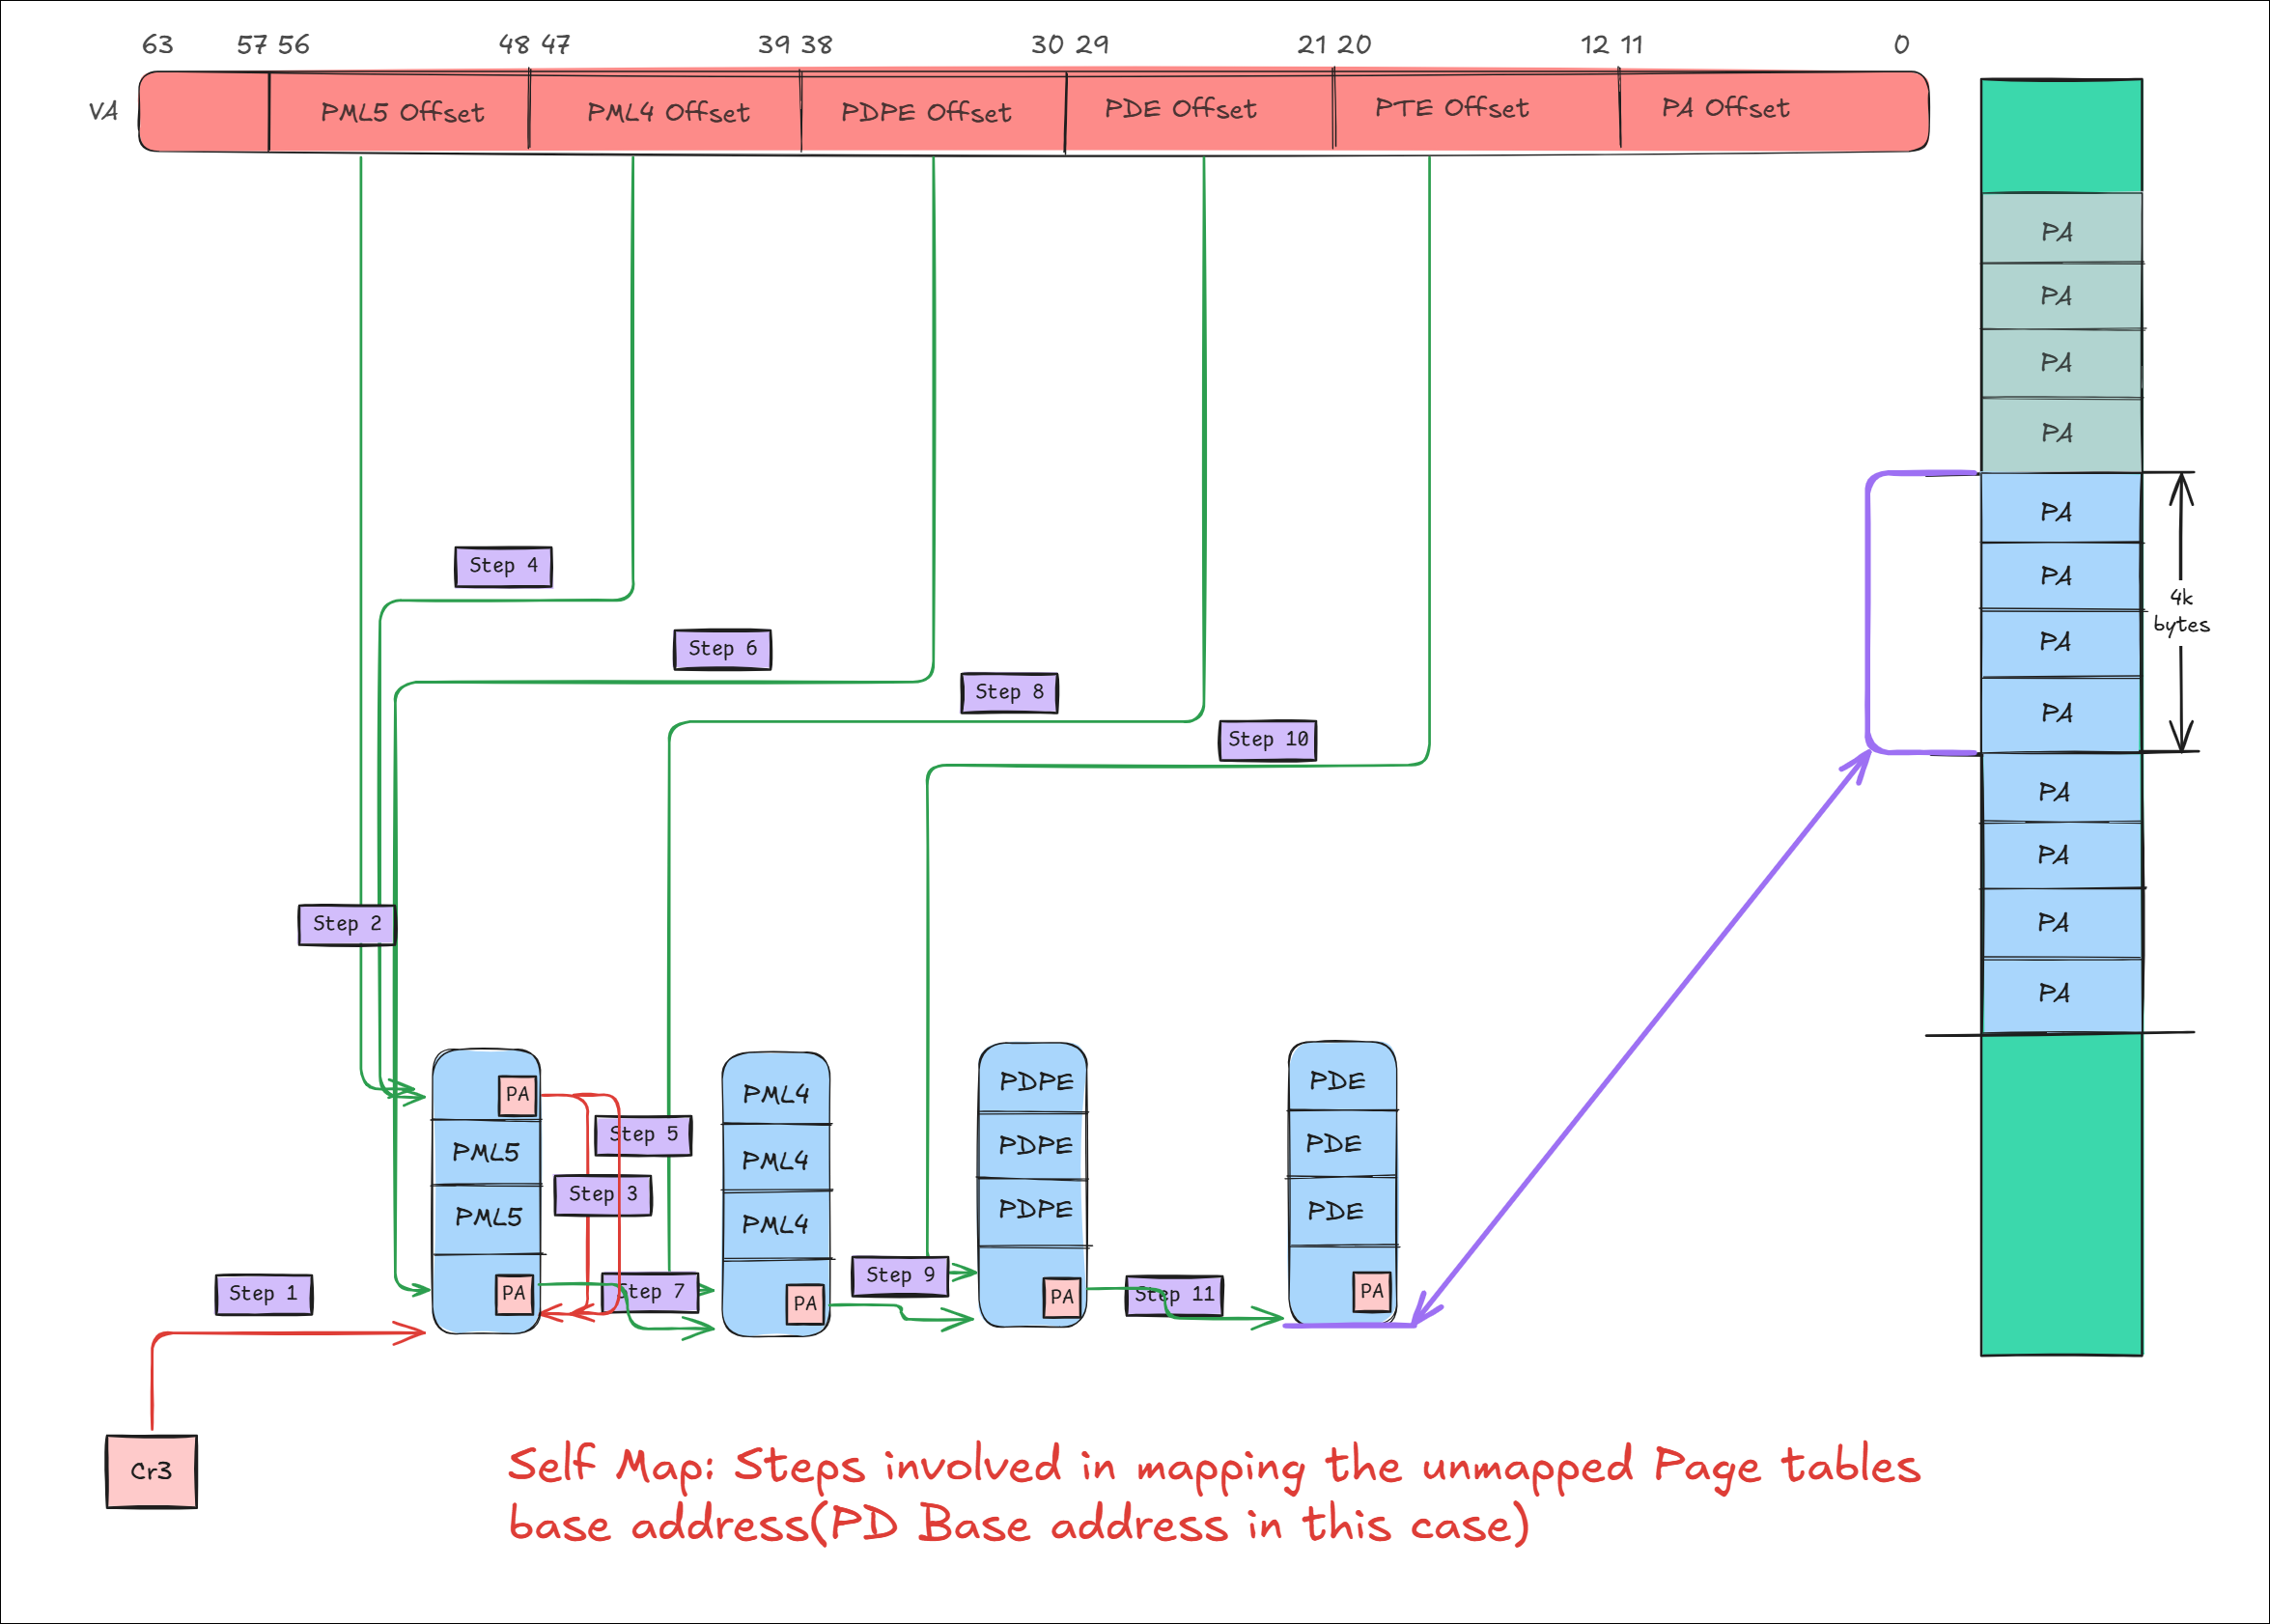 63 57 56 48 47 39 38 30 29 21 20 12 11 0
VA PML5 Offset PML4 Offset PDPE Offset PDE Offset PTE Offset PA Offset
PA
PA
PA
PA
PA
PA
PA
PA
4k
bytes
PA
PA
PA
PA
Step 4
Step 6
Step 8
Step 10
Step 2
PA
PML5
PML5
PA
Step 5
Step 3
Step 7
PML4
PML4
PML4
PA
Step 9
PDPE
PDPE
PDPE
PA
Step 11
PDE
PDE
PDE
PA
Step 1
Cr3
Self Map: Steps involved in mapping the unmapped Page tables
base address(PD Base address in this case)